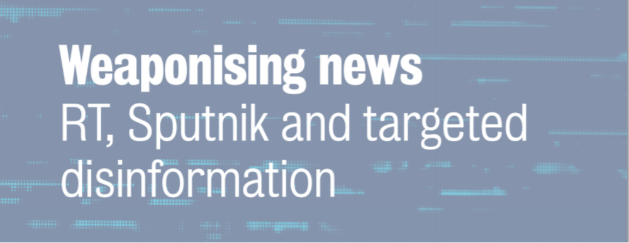 Weaponising news
RT, Sputnik and targeted
disinformation